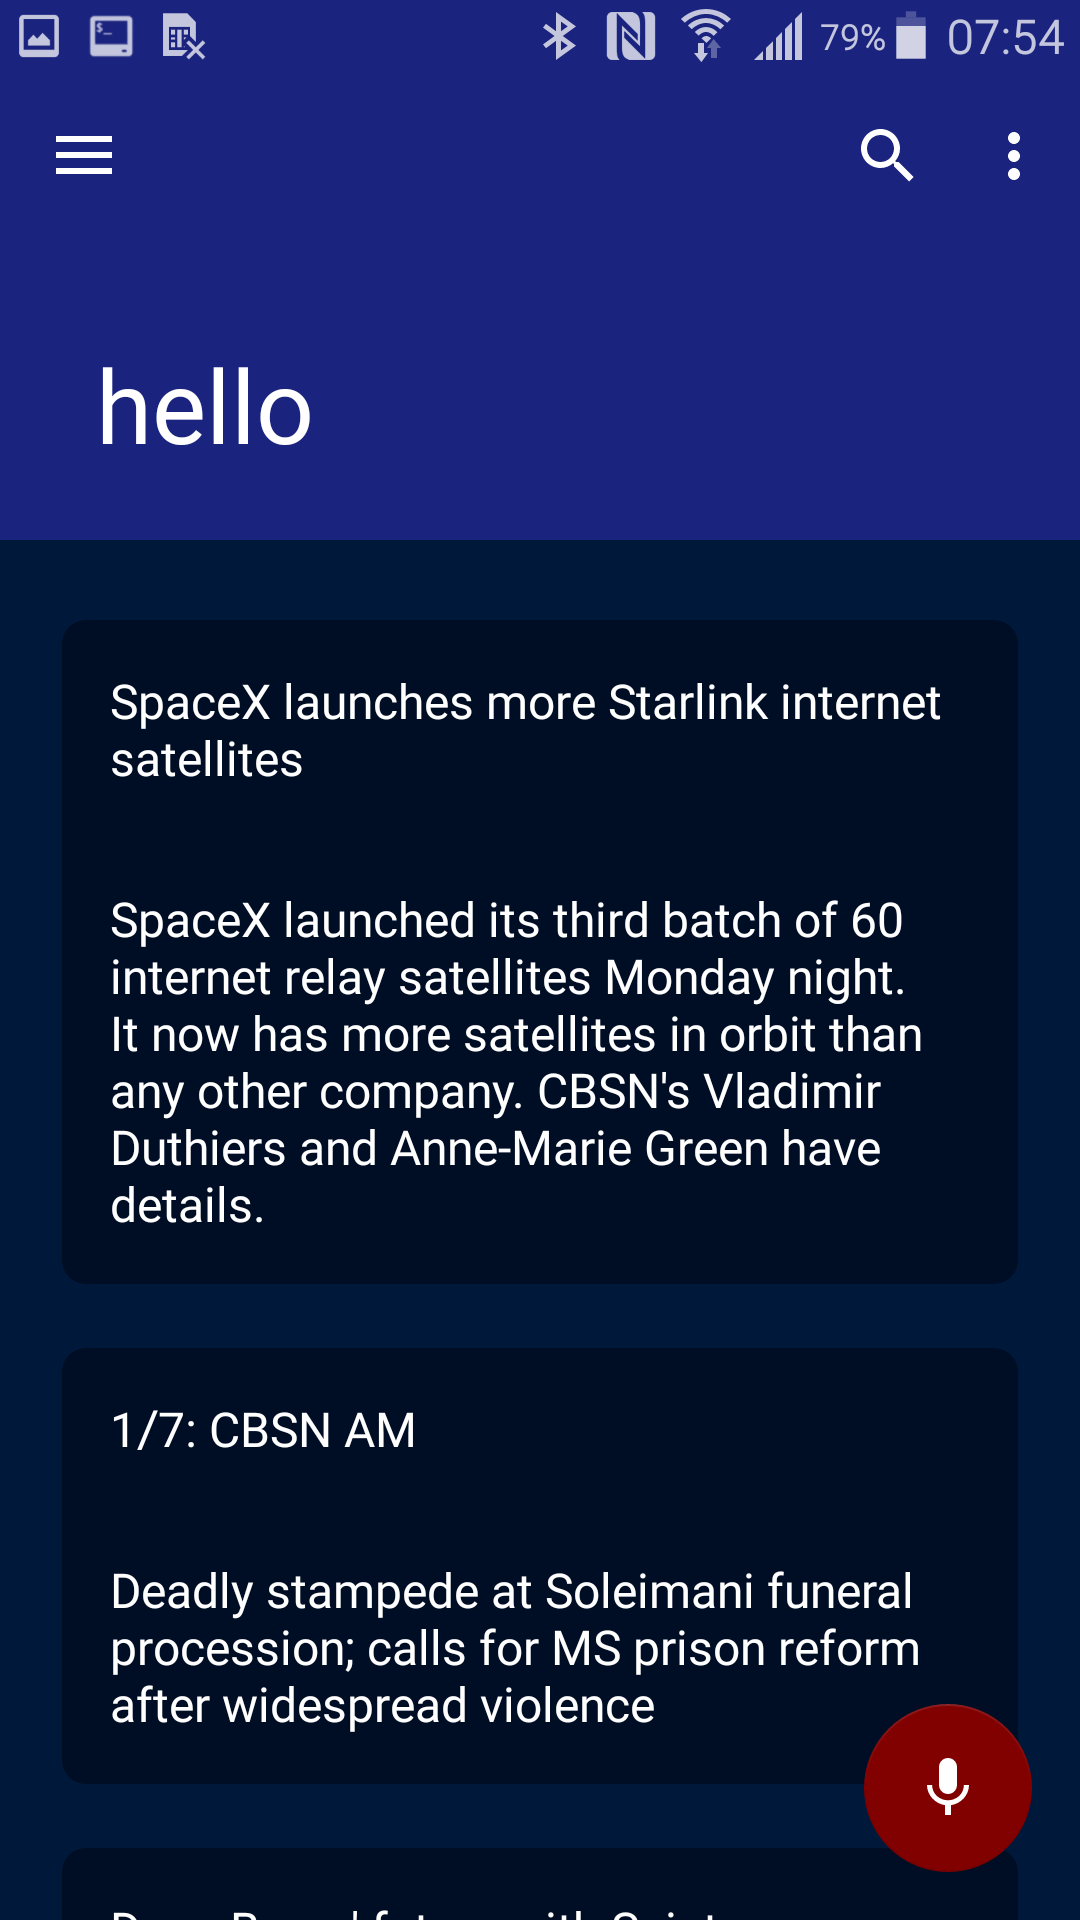 79% 07:54
hello
SpaceX launches more Starlink internet
satellites
SpaceX launched its third batch of 60
internet relay satellites Monday night.
It now has more satellites in orbit than
any other company. CBSN's Vladimir
Duthiers and Anne-Marie Green have
details.
1/7: CBSN AM
Deadly stampede at Soleimani funeral
procession; calls for MS prison reform
after widespread violence